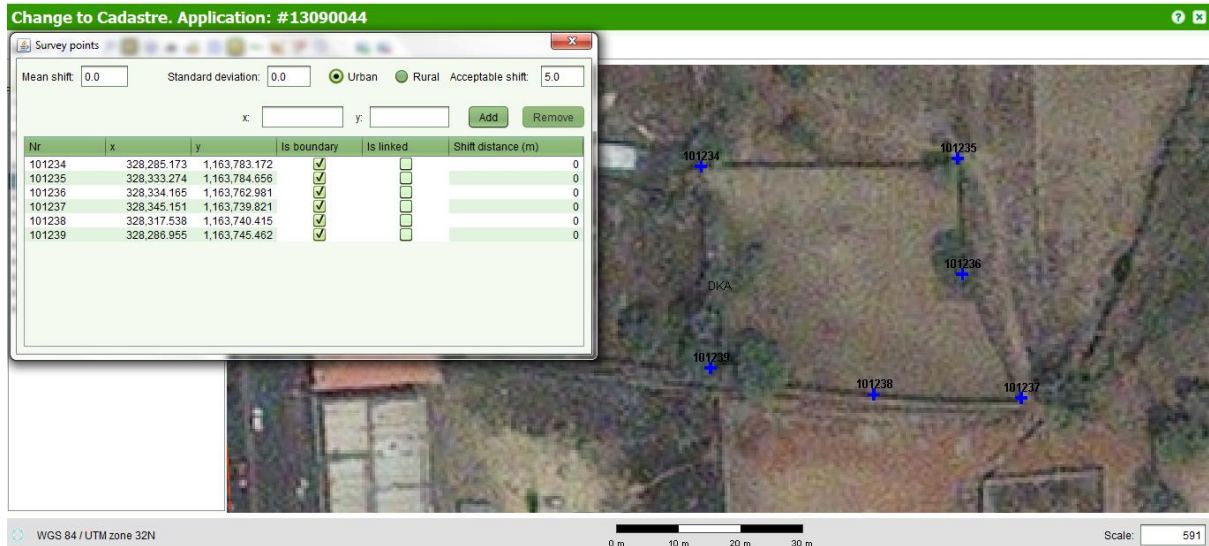 Change to Cadastre. Application: #13090044
Survey points
Mean shift: 0.0 Standard deviation: 0.0 Urban Rural Acceptable shift: 5.0
x: y: Add Remove
Nr x y Is boundary Is linked Shift distance (m)
101234 328,285.173 1,163,783.172 0
101235 328,333.274 1,163,784.656 0
101236 328,334.165 1,163,762.981 0
101237 328,345.151 1,163,739.821 0
101238 328,317.538 1,163,740.415 0
101239 328,286.955 1,163,745.462 0
101234
101235
101236
DKA
101239
101238
101237
WGS 84 / UTM zone 32N
0 m 10 m 20 m 30 m
Scale: 591